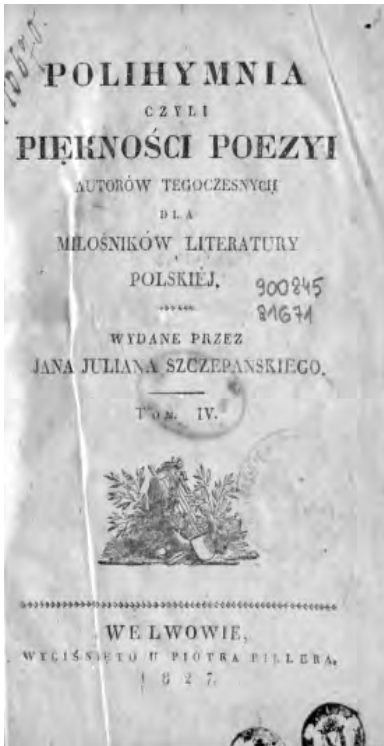 POLIHYMNIA
CZYLI
PIĘKNOŚCI POEZYI
AUTORÓW TEGOCZESNYCH
DLA
MIŁOŚNIKÓW LITERATURY
POLSKIÉJ,
900845
81671
WYDANE PRZEZ
JANA JULIANA SZCZEPAŃSKIEGO.
TOM. IV.
WE LWOWIE,
WYCIŚNIĘTO U PIOTRA PILLERA,
1827.